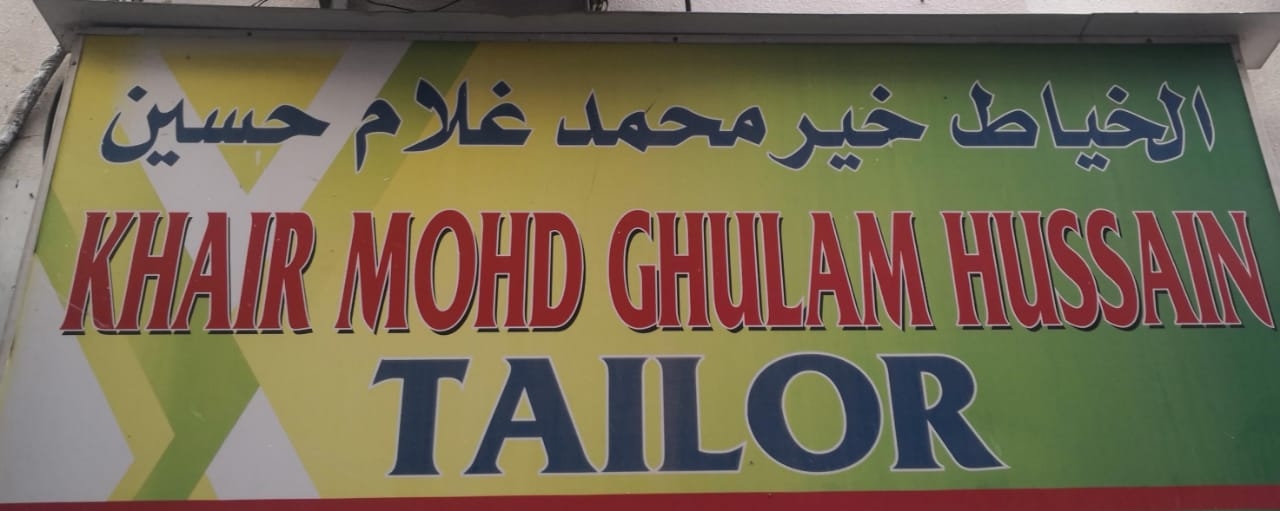 الخياط خير محمد غلام حسين
KHAIR MOHD GHULAM HUSSAIN
TAILOR